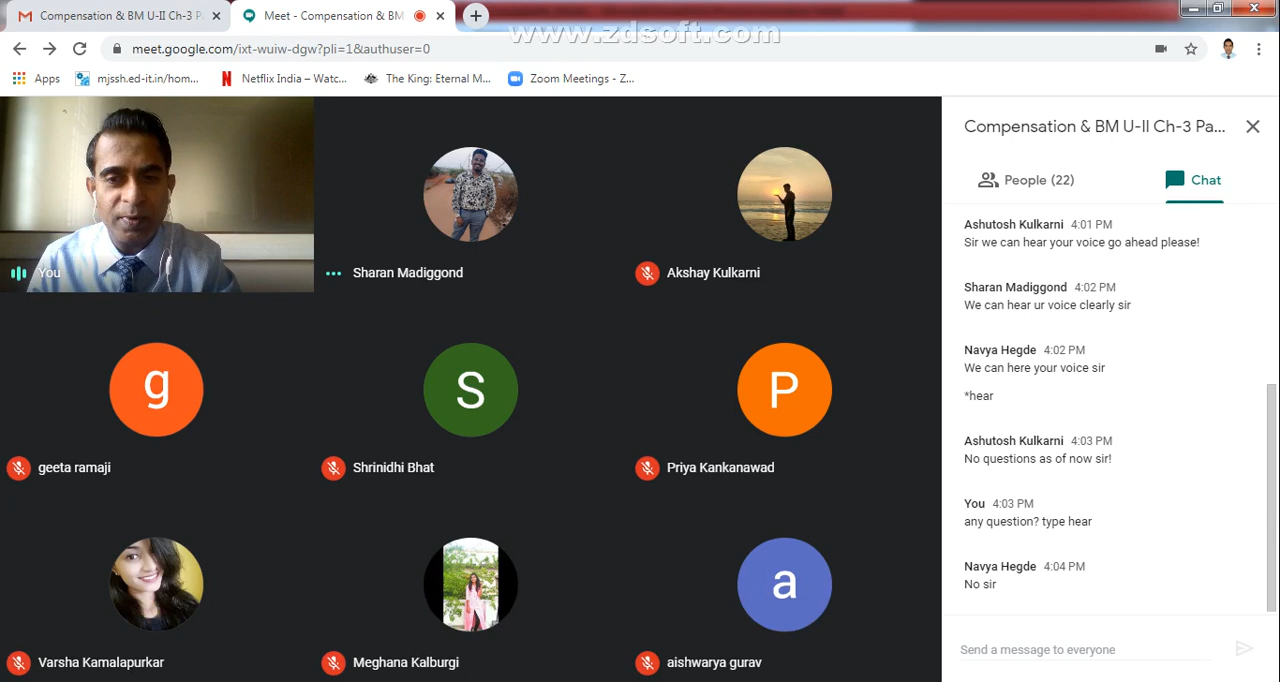 Compensation & BM U-II Ch-3 P
Meet - Compensation & BM
www.zdsoft.com
meet.google.com/ixt-wuiw-dgw?pli=1&authuser=0
Apps
mjssh.ed-it.in/hom...
Netflix India – Watc...
The King: Eternal M...
Zoom Meetings - Z...
You
Sharan Madiggond
Akshay Kulkarni
g
S
P
geeta ramaji
Shrinidhi Bhat
Priya Kankanawad
a
Varsha Kamalapurkar
Meghana Kalburgi
aishwarya gurav
Compensation & BM U-II Ch-3 Pa...
People (22)
Chat
Ashutosh Kulkarni 4:01 PM
Sir we can hear your voice go ahead please!
Sharan Madiggond 4:02 PM
We can hear ur voice clearly sir
Navya Hegde 4:02 PM
We can here your voice sir
*hear
Ashutosh Kulkarni 4:03 PM
No questions as of now sir!
You 4:03 PM
any question? type hear
Navya Hegde 4:04 PM
No sir
Send a message to everyone